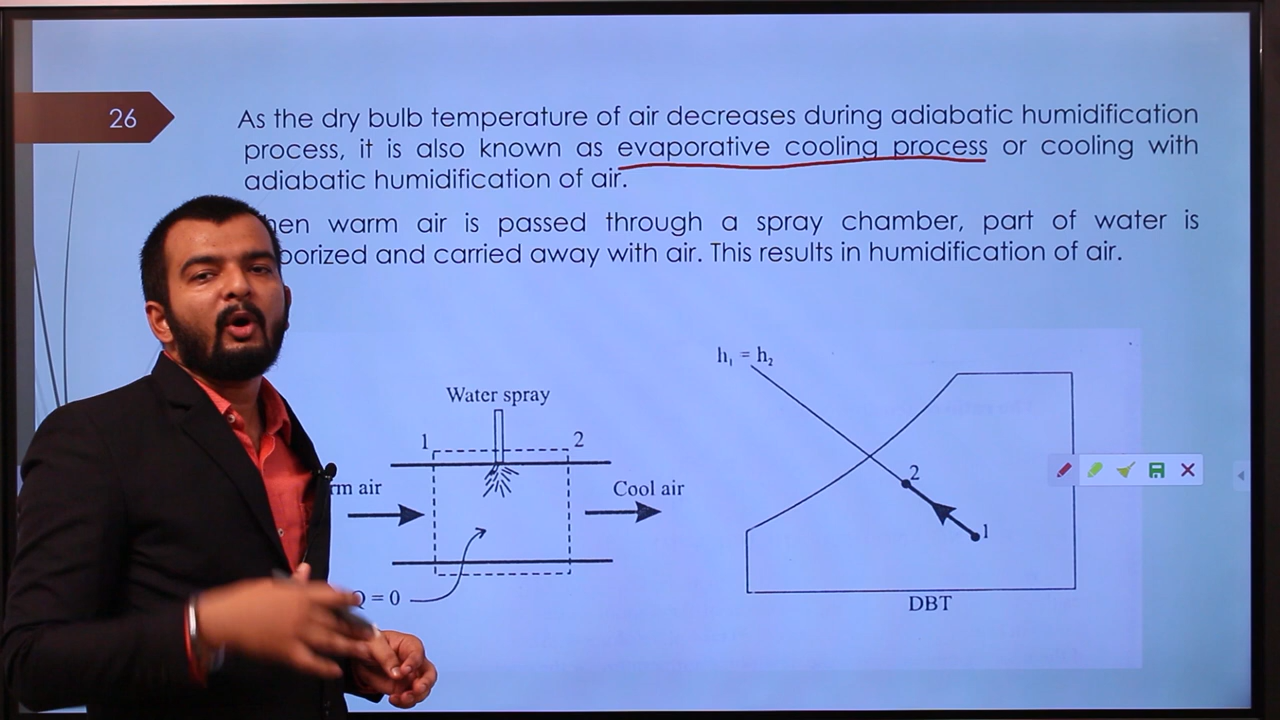 26
As the dry bulb temperature of air decreases during adiabatic humidification
process, it is also known as evaporative cooling process or cooling with
adiabatic humidification of air.
warm air is passed through a spray chamber, part of water is
and carried away with air. This results in humidification of air.
h₁ = h₂
Water spray
1
2
air
Cool air
= 0
2
1
DBT